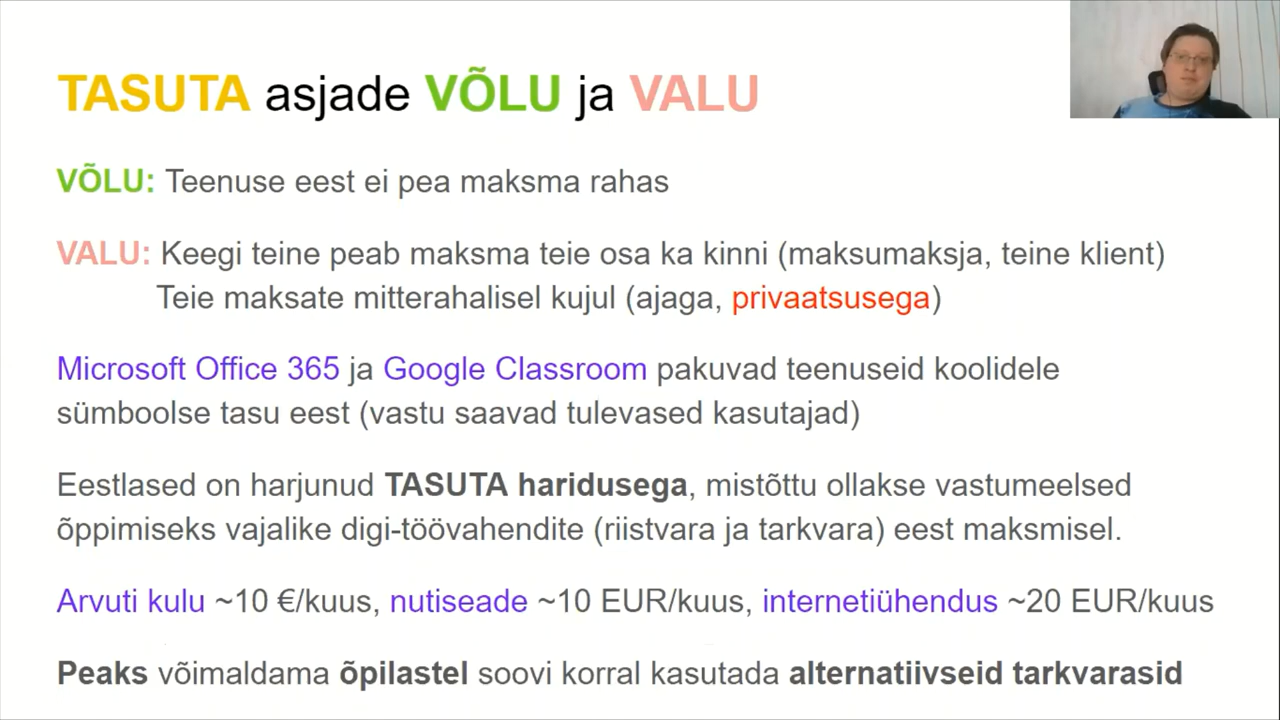 TASUTA asjade VÕLU ja VALU
VÕLU: Teenuse eest ei pea maksma rahas
VALU: Keegi teine peab maksma teie osa ka kinni (maksumaksja, teine klient)
Teie maksate mitterahalisel kujul (ajaga, privaatsusega)
Microsoft Office 365 ja Google Classroom pakuvad teenuseid koolidele
sümboolse tasu eest (vastu saavad tulevased kasutajad)
Eestlased on harjunud TASUTA haridusega, mistõttu ollakse vastumeelsed
õppimiseks vajalike digi-töövahendite (riistvara ja tarkvara) eest maksmisel.
Arvuti kulu ~10 €/kuus, nutiseade ~10 EUR/kuus, internetiühendus ~20 EUR/kuus
Peaks võimaldama õpilastel soovi korral kasutada alternatiivseid tarkvarasid